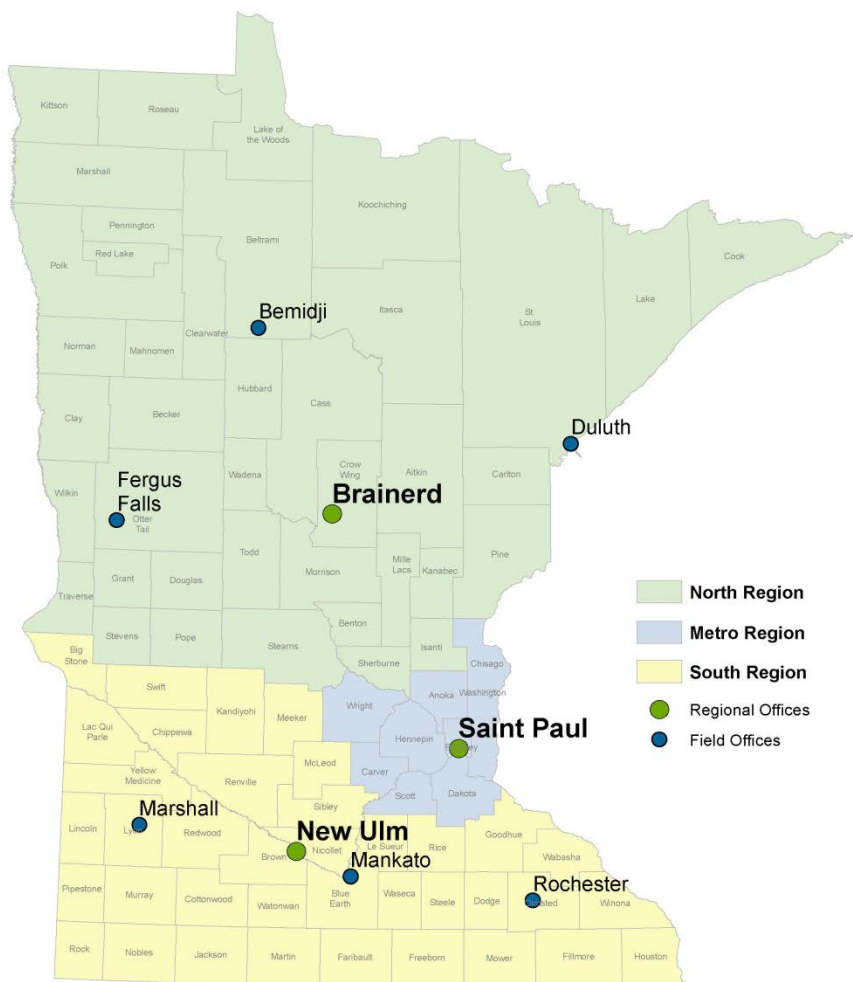 Kittson
Roseau
Lake of
the Woods
Marshall
Koochiching
Pennington
Beltrami
Red Lake
Polk
Cook
Lake
St.
Louis
Itasca
Bemidji
Clearwater
Norman
Mahnomen
Hubbard
Cass
Becker
Clay
Duluth
Crow
Wing
Aitkin
Wadena
Carlton
Fergus
Falls
Wilkin
Brainerd
Otter
Tail
Pine
Todd
Mille
Lacs
Kanabec
Morrison
Grant
Douglas
Traverse
North Region
Benton
Stevens
Pope
Stearns
Isanti
Big
Stone
Sherburne
Chisago
Metro Region
South Region
Swift
Anoka
Washington
Kandiyohi
Meeker
Wright
Regional Offices
Lac Qui
Parle
Chippewa
Saint Paul
Hennepin
Field Offices
McLeod
Yellow
Medicine
Carver
Renville
Dakota
Scott
Sibley
Marshall
Lincoln
Lyon
Redwood
New Ulm
Le Sueur
Rice
Goodhue
Brown
Nicollet
Wabasha
Mankato
Rochester
Pipestone
Murray
Cottonwood
Watonwan
Blue
Earth
Waseca
Steele
Dodge
Olmsted
Winona
Rock
Nobles
Jackson
Martin
Faribault
Freeborn
Mower
Fillmore
Houston